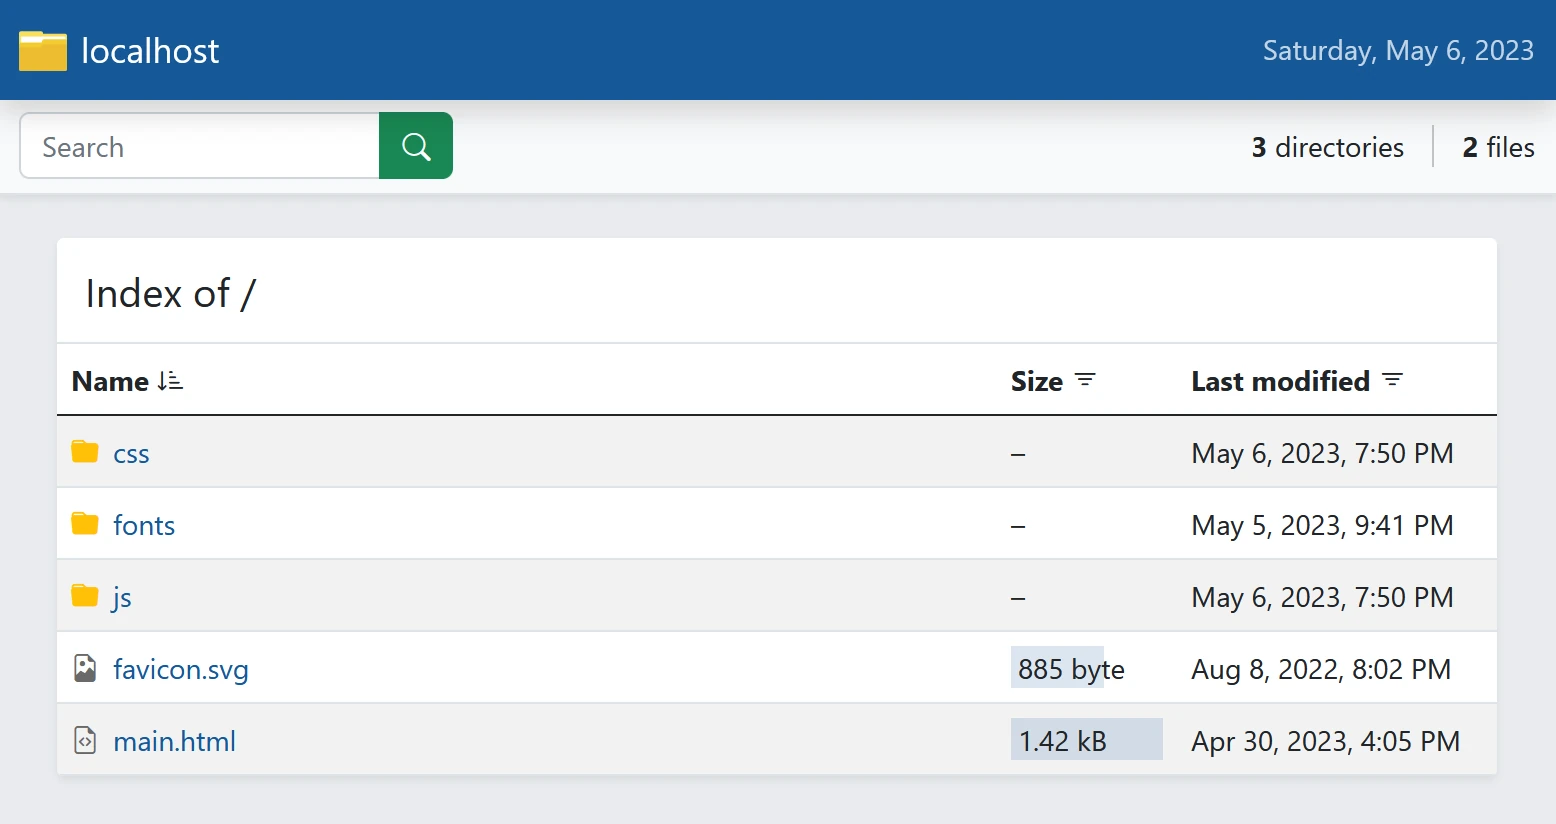 localhost
Saturday, May 6, 2023
Search
3 directories
2 files
Index of /
Name Size Last modified
css – May 6, 2023, 7:50 PM
fonts – May 5, 2023, 9:41 PM
js – May 6, 2023, 7:50 PM
favicon.svg 885 byte Aug 8, 2022, 8:02 PM
main.html 1.42 kB Apr 30, 2023, 4:05 PM